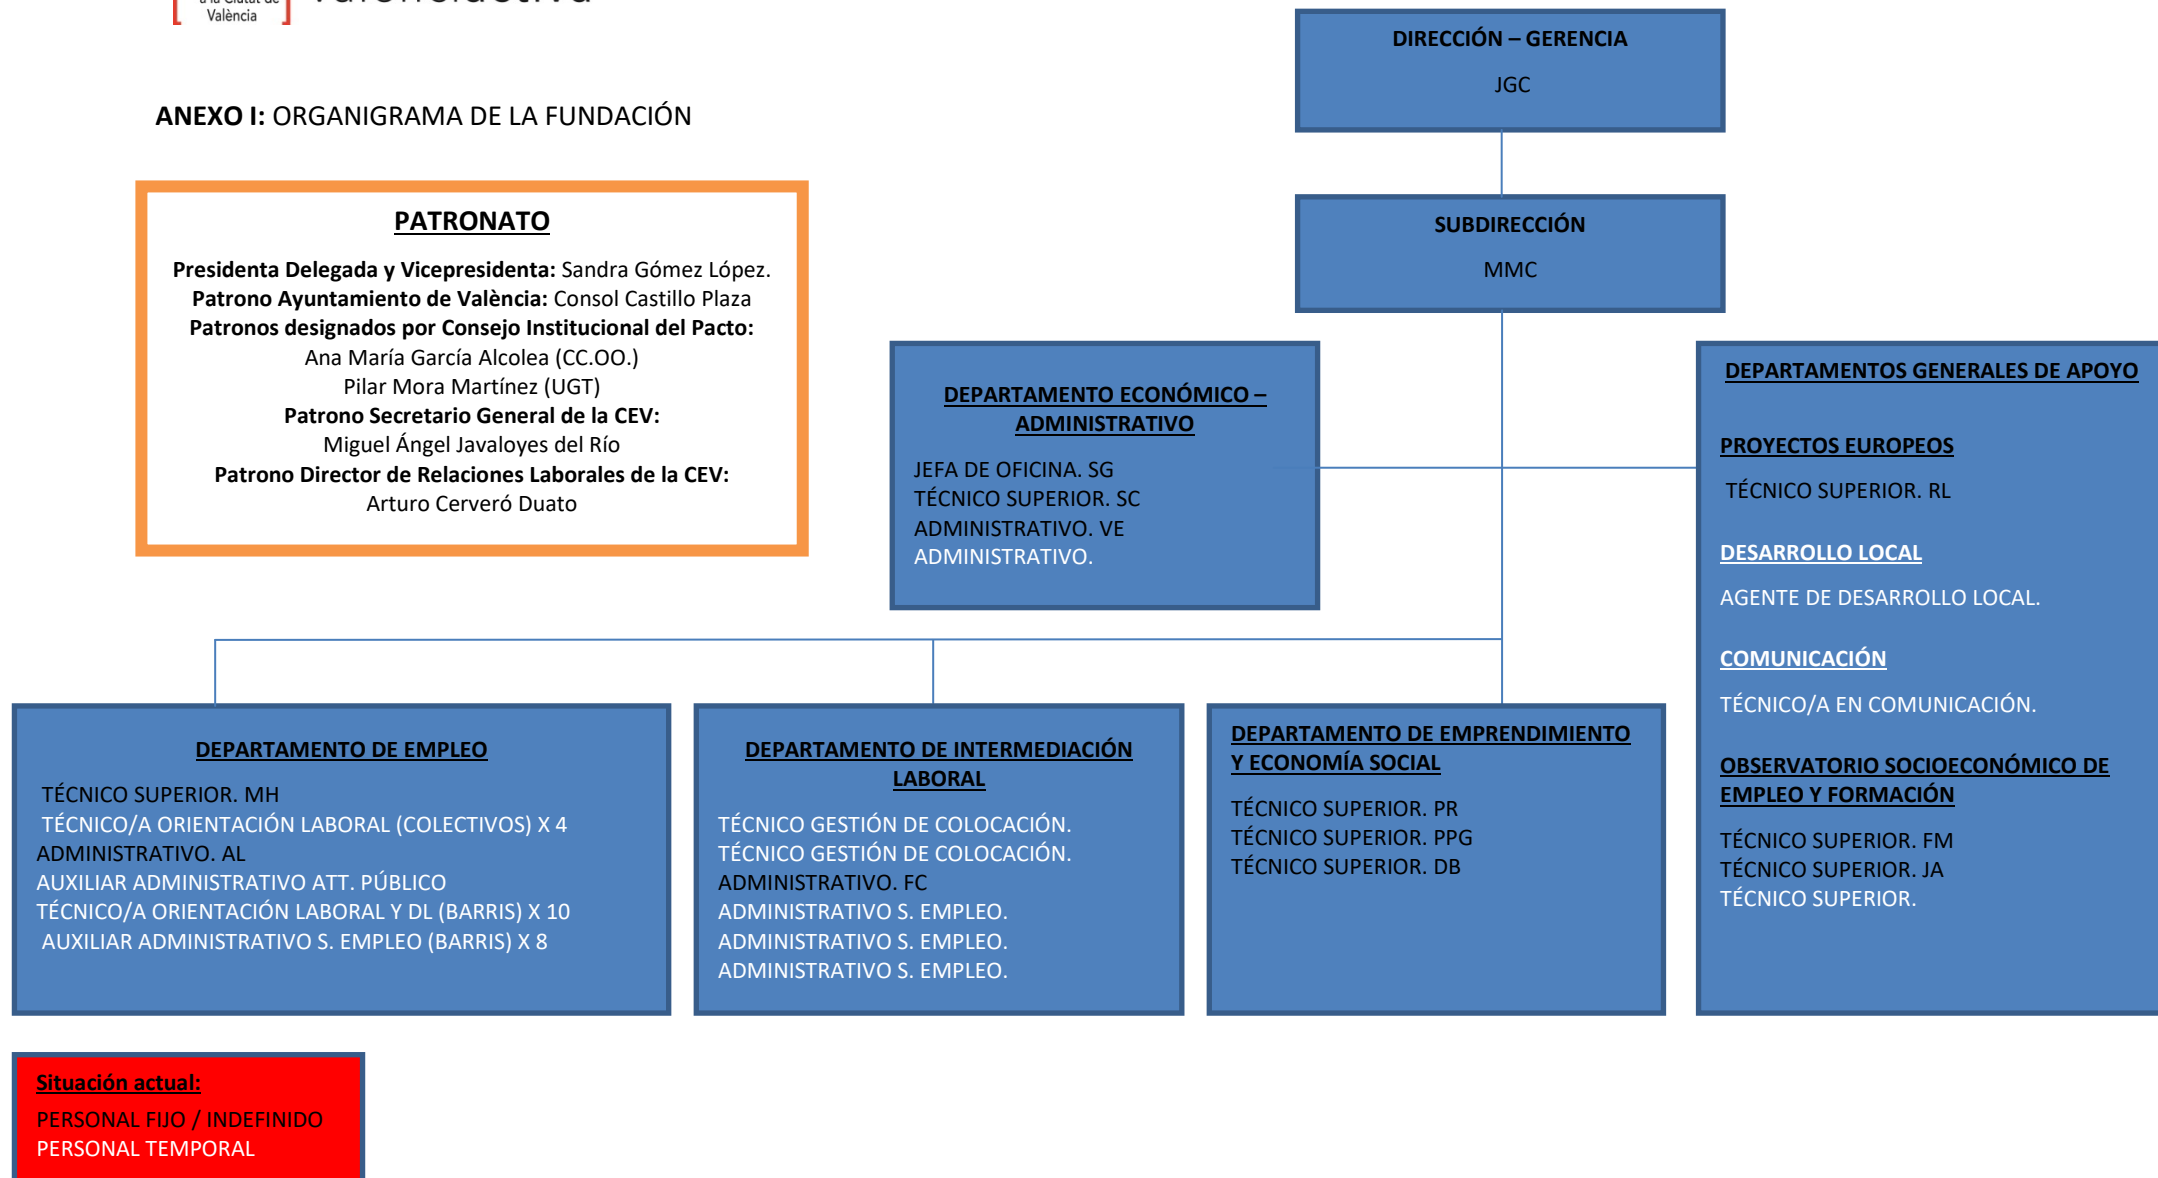 a la Ciutat de
València
ANEXO I: ORGANIGRAMA DE LA FUNDACIÓN
DIRECCIÓN – GERENCIA
JGC
SUBDIRECCIÓN
MMC
PATRONATO
Presidenta Delegada y Vicepresidenta: Sandra Gómez López.
Patrono Ayuntamiento de València: Consol Castillo Plaza
Patronos designados por Consejo Institucional del Pacto:
Ana María García Alcolea (CC.OO.)
Pilar Mora Martínez (UGT)
Patrono Secretario General de la CEV:
Miguel Ángel Javaloyes del Río
Patrono Director de Relaciones Laborales de la CEV:
Arturo Cerveró Duato
DEPARTAMENTO ECONÓMICO –
ADMINISTRATIVO
JEFA DE OFICINA. SG
TÉCNICO SUPERIOR. SC
ADMINISTRATIVO. VE
ADMINISTRATIVO.
DEPARTAMENTOS GENERALES DE APOYO
PROYECTOS EUROPEOS
TÉCNICO SUPERIOR. RL
DESARROLLO LOCAL
AGENTE DE DESARROLLO LOCAL.
COMUNICACIÓN
TÉCNICO/A EN COMUNICACIÓN.
OBSERVATORIO SOCIOECONÓMICO DE
EMPLEO Y FORMACIÓN
TÉCNICO SUPERIOR. FM
TÉCNICO SUPERIOR. JA
TÉCNICO SUPERIOR.
DEPARTAMENTO DE EMPLEO
TÉCNICO SUPERIOR. MH
TÉCNICO/A ORIENTACIÓN LABORAL (COLECTIVOS) X 4
ADMINISTRATIVO. AL
AUXILIAR ADMINISTRATIVO ATT. PÚBLICO
TÉCNICO/A ORIENTACIÓN LABORAL Y DL (BARRIS) X 10
AUXILIAR ADMINISTRATIVO S. EMPLEO (BARRIS) X 8
DEPARTAMENTO DE INTERMEDIACIÓN
LABORAL
TÉCNICO GESTIÓN DE COLOCACIÓN.
TÉCNICO GESTIÓN DE COLOCACIÓN.
ADMINISTRATIVO. FC
ADMINISTRATIVO S. EMPLEO.
ADMINISTRATIVO S. EMPLEO.
ADMINISTRATIVO S. EMPLEO.
DEPARTAMENTO DE EMPRENDIMIENTO
Y ECONOMÍA SOCIAL
TÉCNICO SUPERIOR. PR
TÉCNICO SUPERIOR. PPG
TÉCNICO SUPERIOR. DB
Situación actual:
PERSONAL FIJO / INDEFINIDO
PERSONAL TEMPORAL